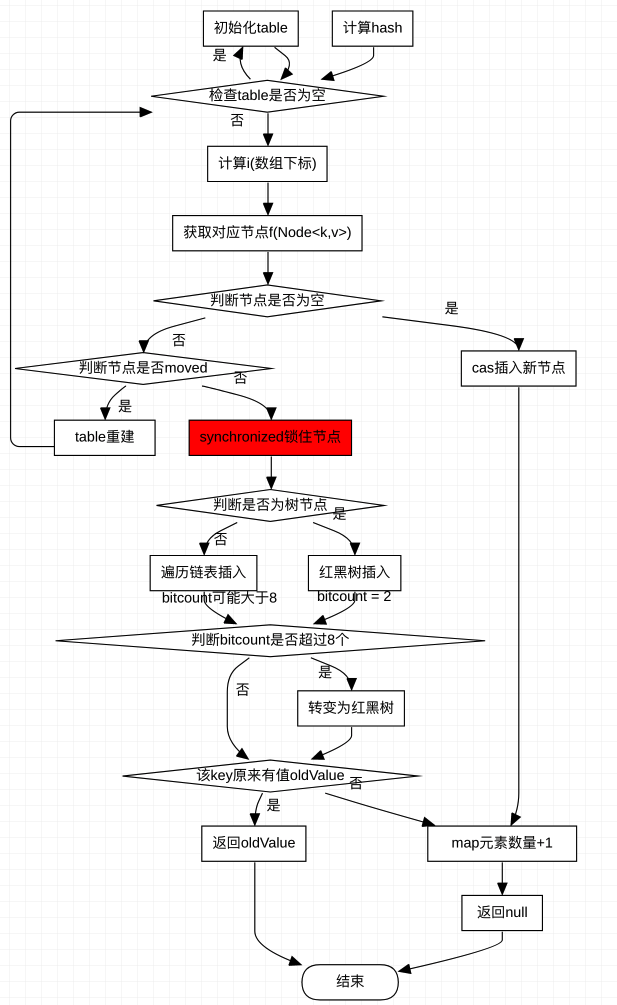 初始化table
计算hash
是
检查table是否为空
否
计算i(数组下标)
获取对应节点f(Node<k,v>)
判断节点是否为空
是
否
判断节点是否moved
cas插入新节点
否
是
table重建
synchronized锁住节点
判断是否为树节点
是
否
遍历链表插入
红黑树插入
bitcount可能大于8
bitcount = 2
判断bitcount是否超过8个
是
否
转变为红黑树
该key原来有值oldValue
否
是
返回oldValue
map元素数量+1
返回null
结束